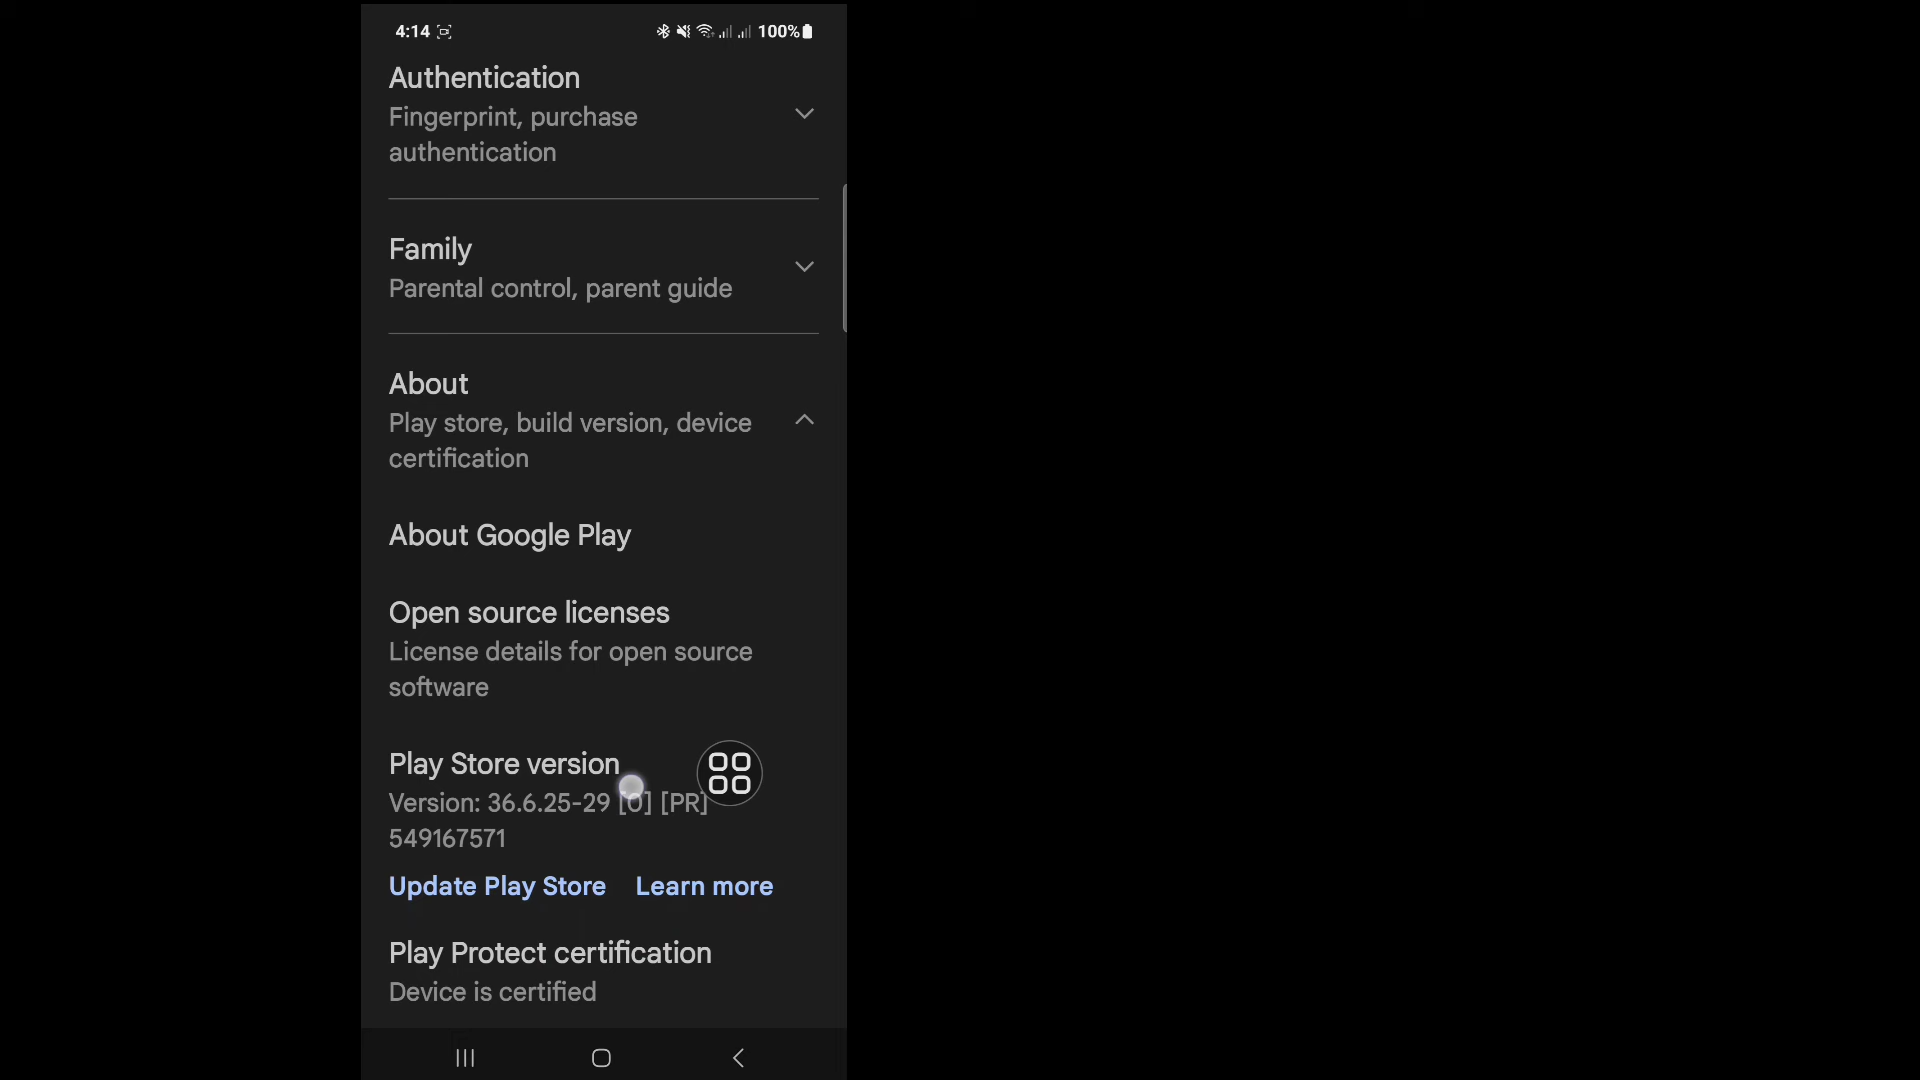 4:14 100%
Authentication
Fingerprint, purchase
authentication
Family
Parental control, parent guide
About
Play store, build version, device
certification
About Google Play
Open source licenses
License details for open source
software
Play Store version
Version: 36.6.25-29 [0] [PR]
549167571
Update Play Store Learn more
Play Protect certification
Device is certified